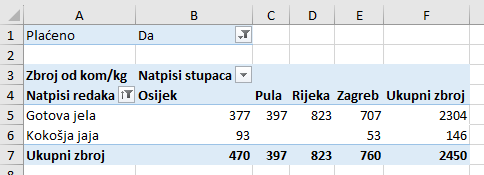 A B C D E F
1 Plaćeno Da
2
3 Zbroj od kom/kg Natpisi stupaca
4 Natpisi redaka Osijek Pula Rijeka Zagreb Ukupni zbroj
5 Gotova jela 377 397 823 707 2304
6 Kokošja jaja 93 53 146
7 Ukupni zbroj 470 397 823 760 2450
8